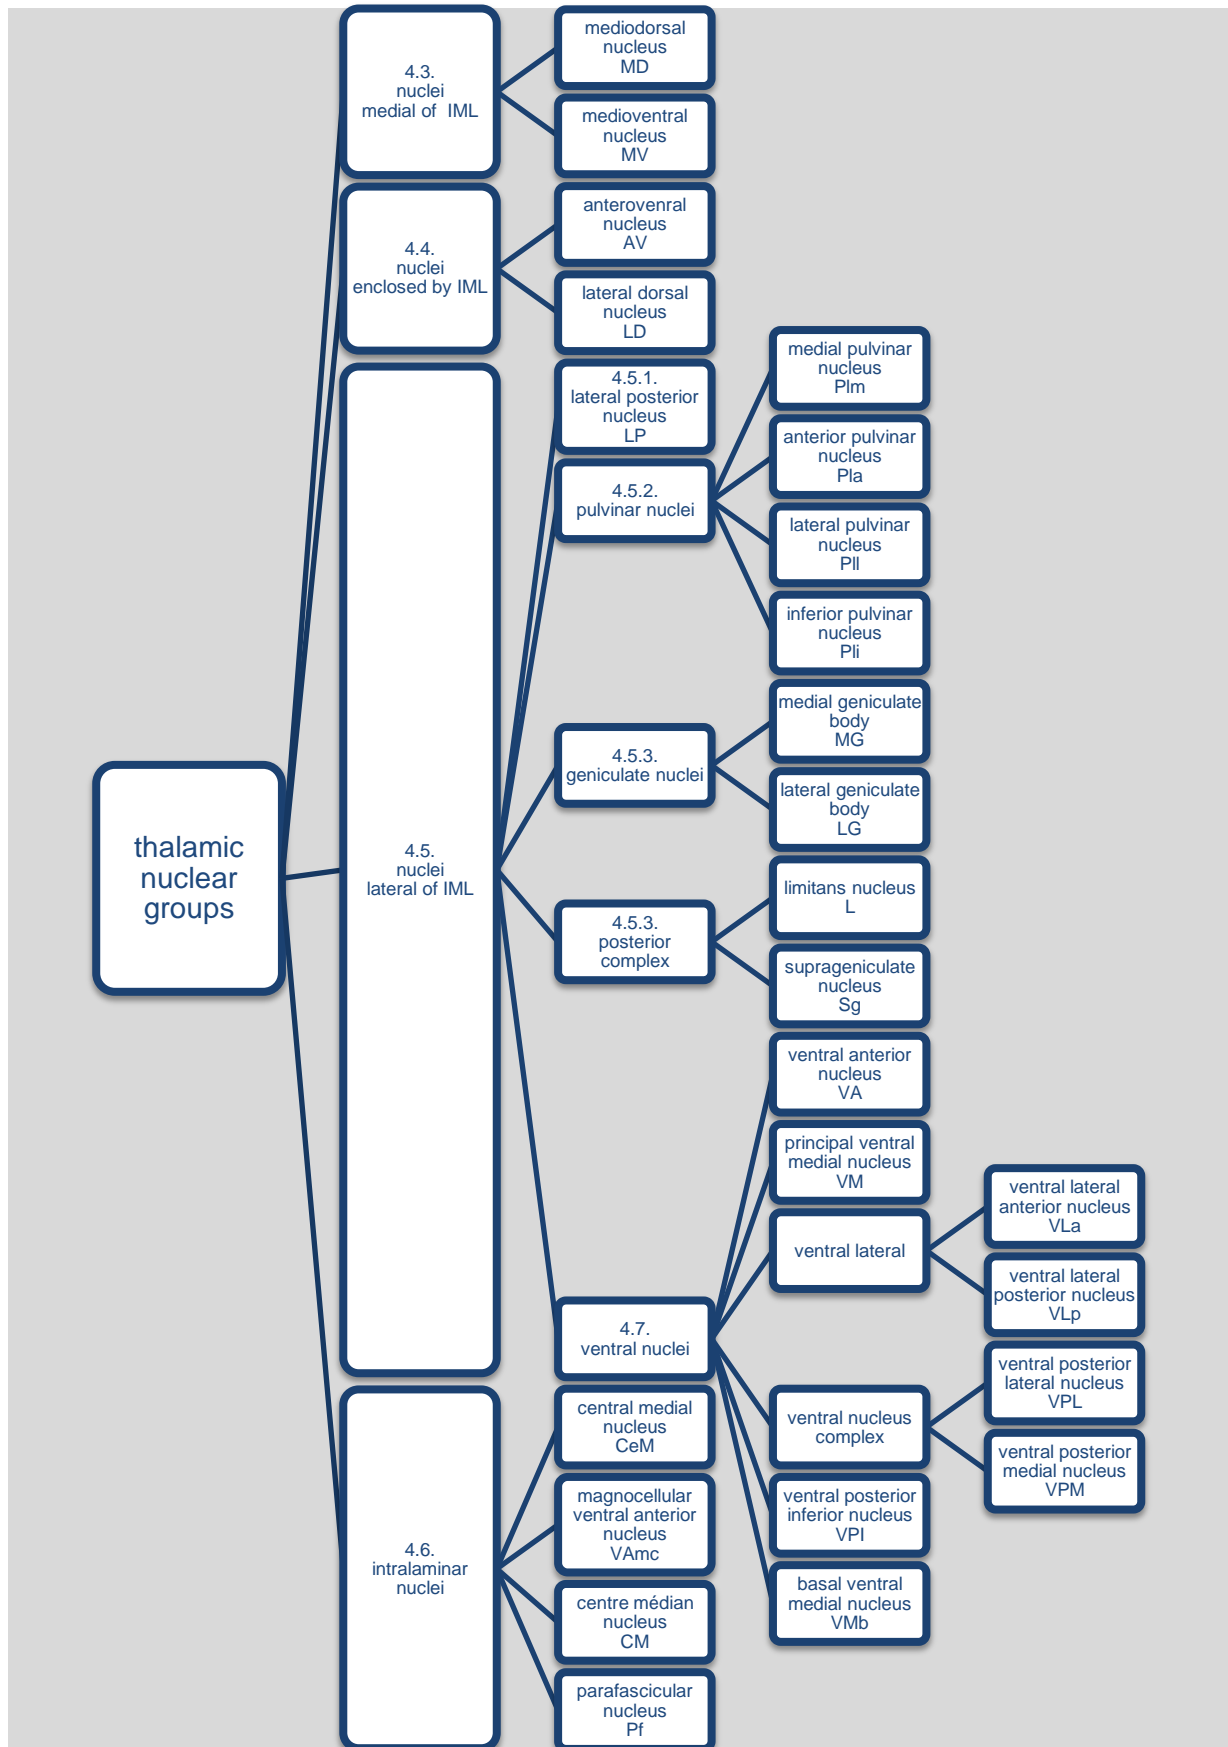 thalamic
nuclear
groups
4.3.
nuclei
medial of IML
mediodorsal
nucleus
MD
medioventral
nucleus
MV
4.4.
nuclei
enclosed by IML
anterovenral
nucleus
AV
lateral dorsal
nucleus
LD
4.5.
nuclei
lateral of IML
4.5.1.
lateral posterior
nucleus
LP
4.5.2.
pulvinar nuclei
medial pulvinar
nucleus
Plm
anterior pulvinar
nucleus
Pla
lateral pulvinar
nucleus
Pll
inferior pulvinar
nucleus
Pli
4.5.3.
geniculate nuclei
medial geniculate
body
MG
lateral geniculate
body
LG
4.5.3.
posterior
complex
limitans nucleus
L
suprageniculate
nucleus
Sg
4.7.
ventral nuclei
ventral anterior
nucleus
VA
principal ventral
medial nucleus
VM
ventral lateral
ventral lateral
anterior nucleus
VLa
ventral lateral
posterior nucleus
VLp
ventral nucleus
complex
ventral posterior
lateral nucleus
VPL
ventral posterior
medial nucleus
VPM
ventral posterior
inferior nucleus
VPI
basal ventral
medial nucleus
VMb
4.6.
intralaminar
nuclei
central medial
nucleus
CeM
magnocellular
ventral anterior
nucleus
VAmc
centre médian
nucleus
CM
parafascicular
nucleus
Pf